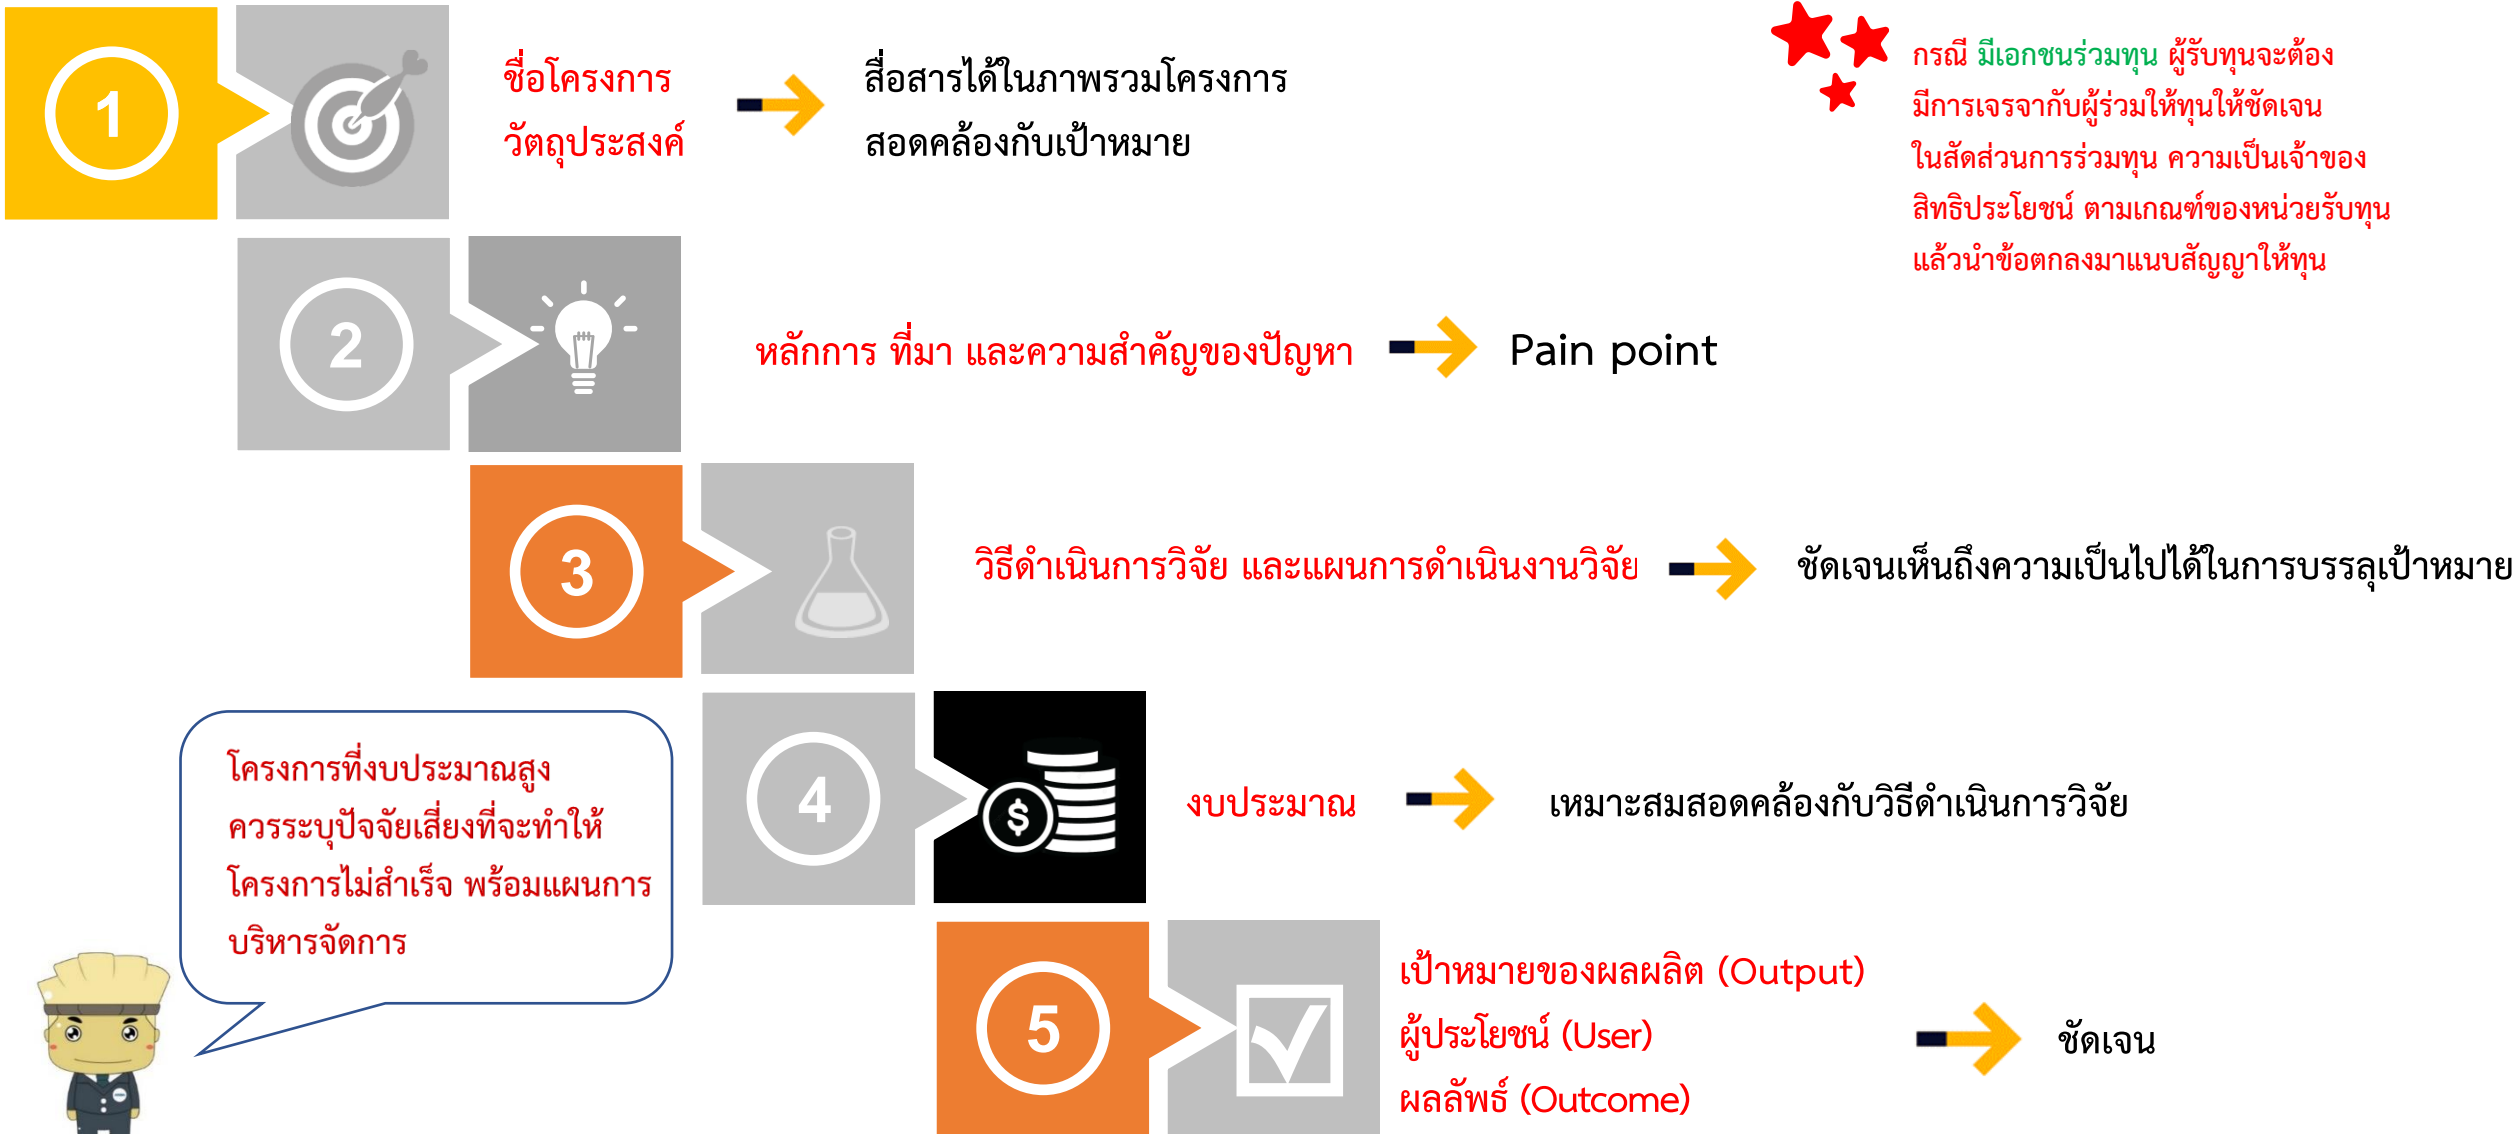 1
ชื่อโครงการ
วัตถุประสงค์
สื่อสารได้ในภาพรวมโครงการ
สอดคล้องกับเป้าหมาย
กรณี มีเอกชนร่วมทุน ผู้รับทุนจะต้อง
มีการเจรจากับผู้ร่วมให้ทุนให้ชัดเจน
ในสัดส่วนการร่วมทุน ความเป็นเจ้าของ
สิทธิประโยชน์ ตามเกณฑ์ของหน่วยรับทุน
แล้วนำข้อตกลงมาแนบสัญญาให้ทุน
2
หลักการ ที่มา และความสำคัญของปัญหา
Pain point
3
วิธีดำเนินการวิจัย และแผนการดำเนินงานวิจัย
ชัดเจนเห็นถึงความเป็นไปได้ในการบรรลุเป้าหมาย
โครงการที่งบประมาณสูง
ควรระบุปัจจัยเสี่ยงที่จะทำให้
โครงการไม่สำเร็จ พร้อมแผนการ
บริหารจัดการ
4
$
งบประมาณ
เหมาะสมสอดคล้องกับวิธีดำเนินการวิจัย
5
เป้าหมายของผลผลิต (Output)
ผู้ประโยชน์ (User)
ผลลัพธ์ (Outcome)
ชัดเจน